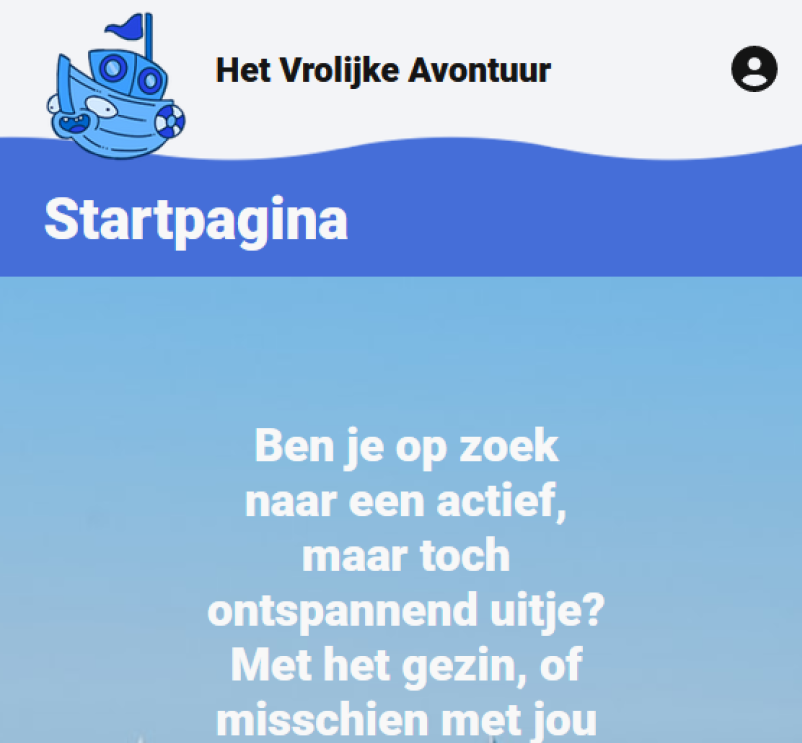 Het Vrolijke Avontuur
Startpagina
Ben je op zoek
naar een actief,
maar toch
ontspannend uitje?
Met het gezin, of
misschien met jou